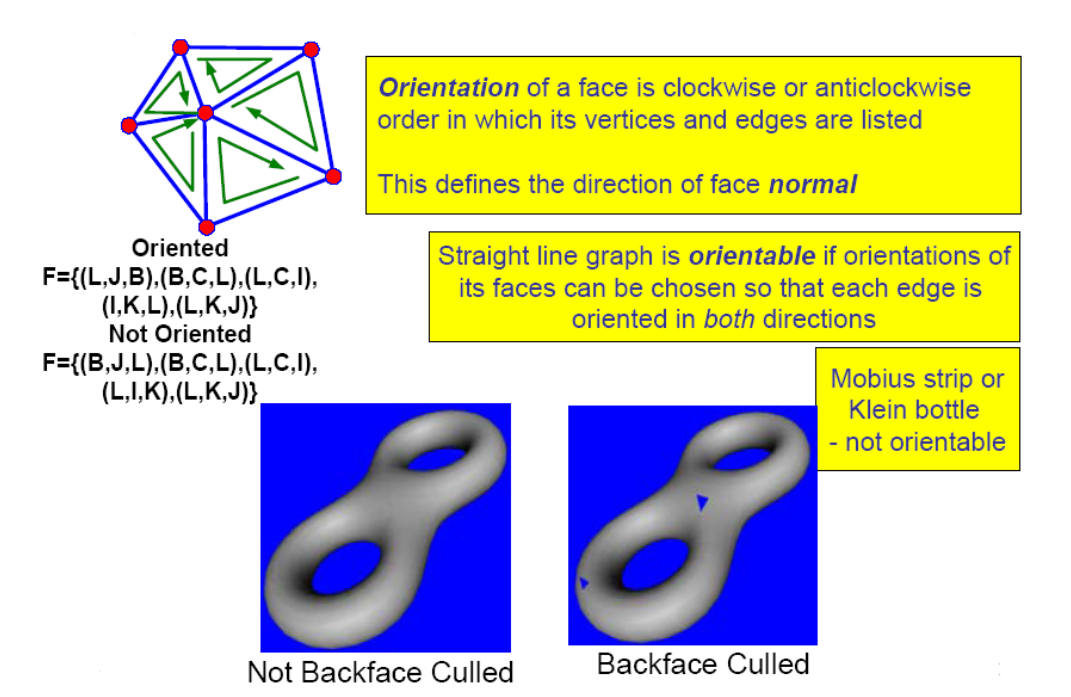 Orientation of a face is clockwise or anticlockwise
order in which its vertices and edges are listed
This defines the direction of face normal
Oriented
F={(L,J,B),(B,C,L),(L,C,I),
(I,K,L),(L,K,J)}
Not Oriented
F={(B,J,L),(B,C,L),(L,C,I),
(L,I,K),(L,K,J)}
Straight line graph is orientable if orientations of
its faces can be chosen so that each edge is
oriented in both directions
Mobius strip or
Klein bottle
- not orientable
Not Backface Culled
Backface Culled